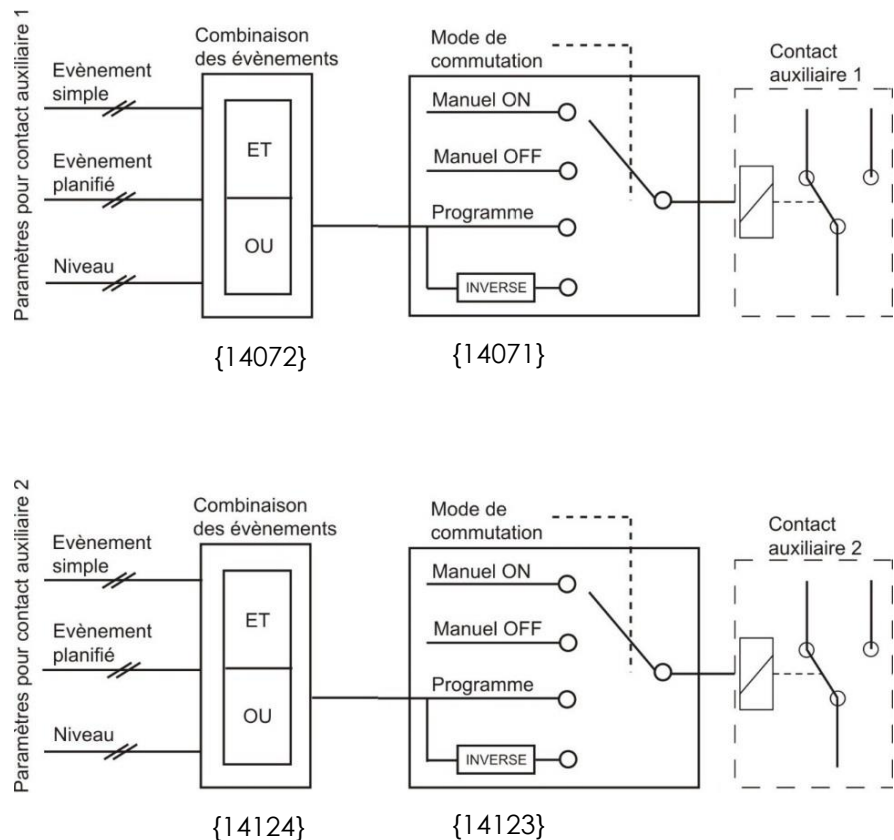 Paramètres pour contact auxiliaire 1
Combinaison
des évènements
Mode de
commutation
Contact
auxiliaire 1
Evènement
simple
Evènement
planifié
Niveau
ET
OU
Manuel ON
Manuel OFF
Programme
INVERSE
{14072}
{14071}
Paramètres pour contact auxiliaire 2
Combinaison
des évènements
Mode de
commutation
Contact
auxiliaire 2
Evènement
simple
Evènement
planifié
Niveau
ET
OU
Manuel ON
Manuel OFF
Programme
INVERSE
{14124}
{14123}